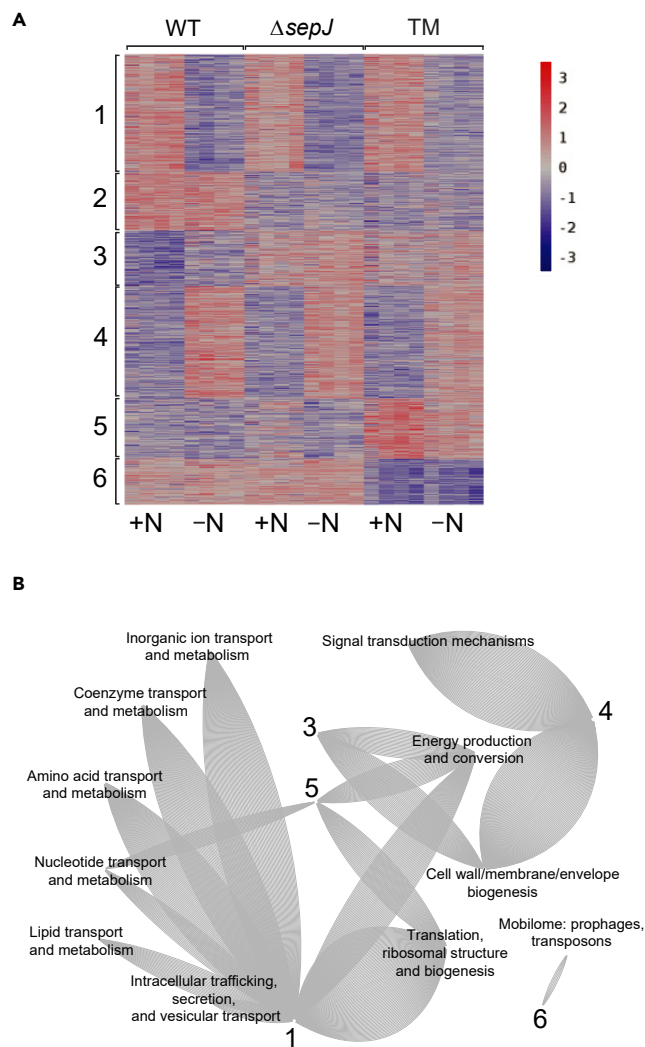 A
WT ΔsepJ TM
1
2
3
4
5
6
3
2
1
0
-1
-2
-3
+N −N +N −N +N −N
B
Inorganic ion transport
and metabolism
Signal transduction mechanisms
Coenzyme transport
and metabolism
3
4
Energy production
and conversion
Amino acid transport
and metabolism
5
Nucleotide transport
and metabolism
Cell wall/membrane/envelope
biogenesis
Lipid transport
and metabolism
Translation,
ribosomal structure
and biogenesis
Mobilome: prophages,
transposons
Intracellular trafficking,
secretion,
and vesicular transport
1
6